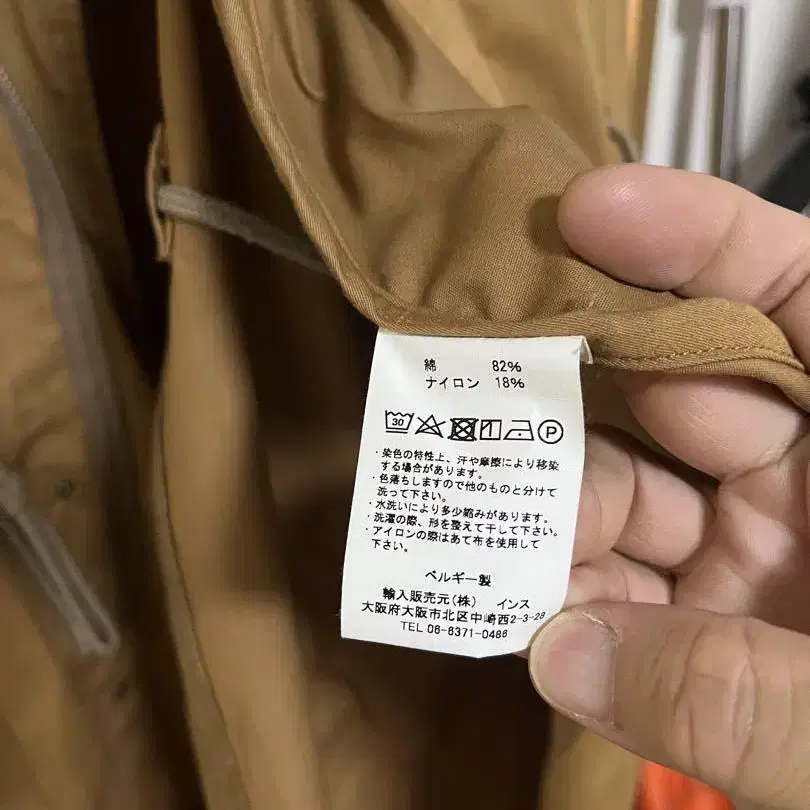 綿 82%
ナイロン 18%
30 P
・染色の特性上、汗や摩擦により移染
する場合があります。
・色落ちしますので他のものと分けて
洗って下さい。
・水洗いにより多少縮みがあります。
・洗濯の際、形を整えて干して下さい。
・アイロンの際はあて布を使用して
下さい。
ベルギー製
輸入販売元(株) インス
大阪府大阪市北区中崎西2-3-28
TEL 06-6371-0486